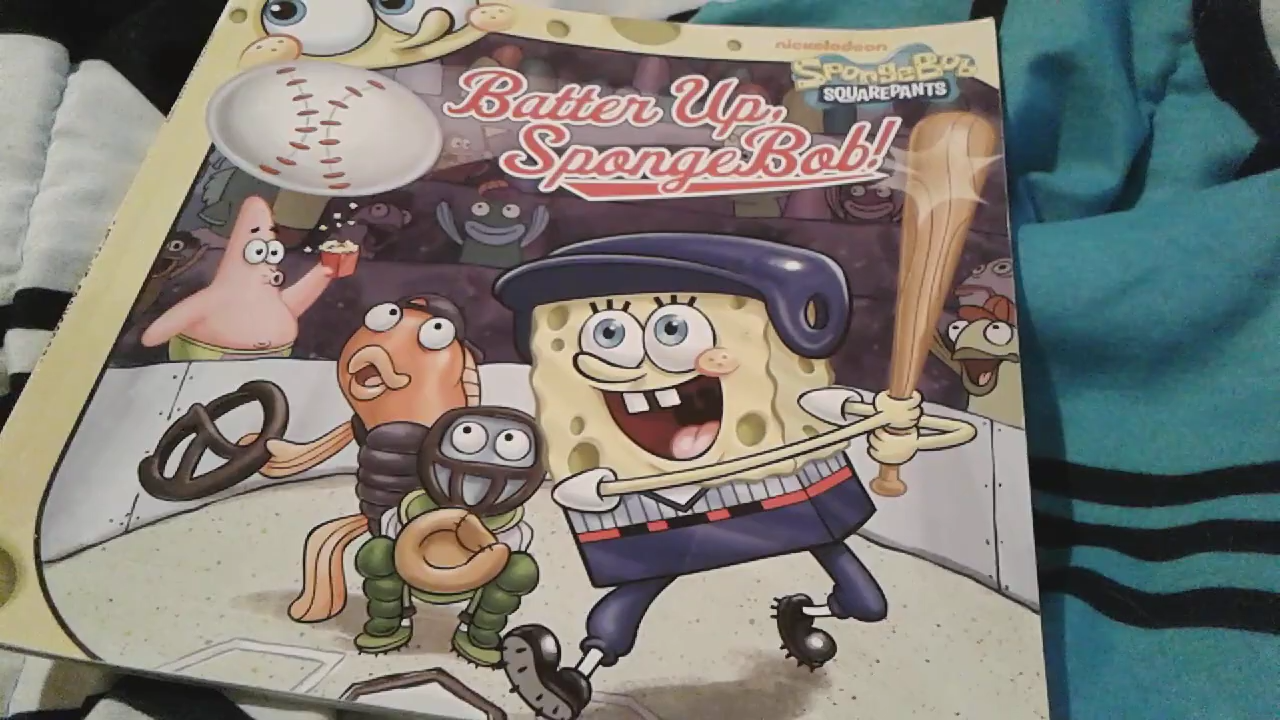 nickelodeon
SpongeBob
SQUAREPANTS
Batter Up,
SpongeBob!